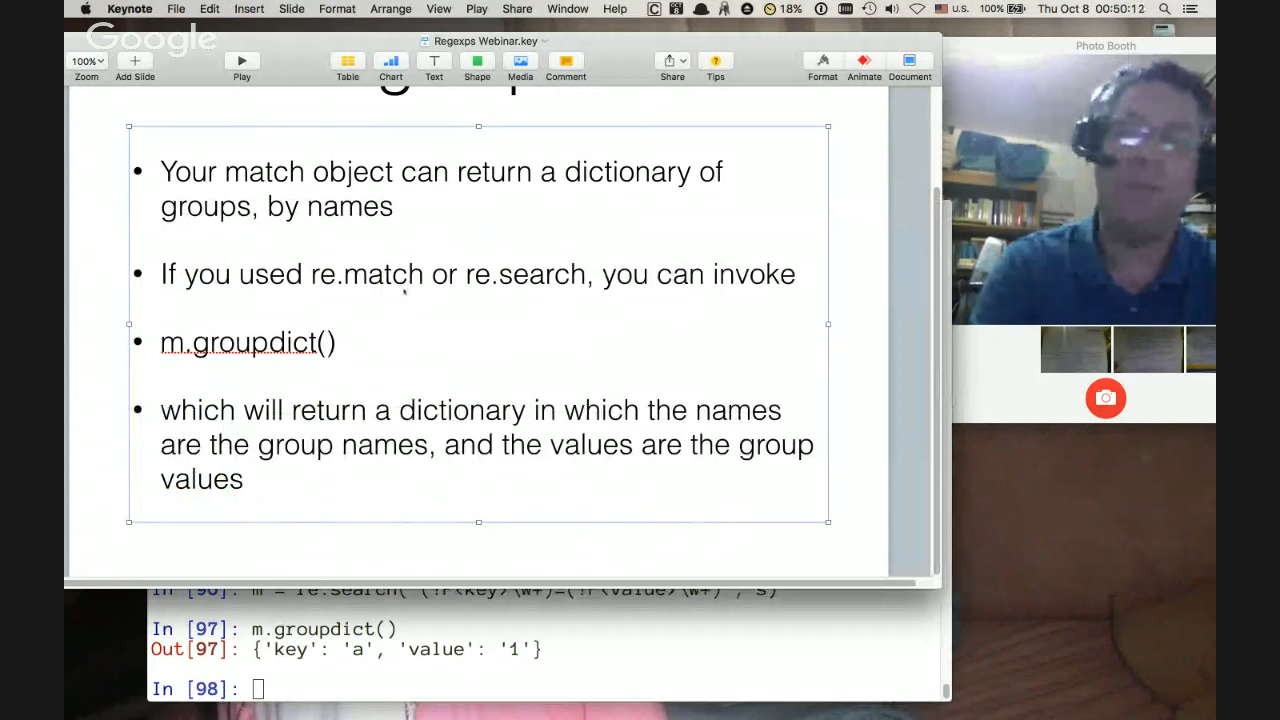 Keynote File Edit Insert Slide Format Arrange View Play Share Window Help 18% U.S. 100% Thu Oct 8 00:50:12
Google
Regexps Webinar.key
Photo Booth
100%
Zoom Add Slide Play Table Chart Text Shape Media Comment Share Tips Format Animate Document
• Your match object can return a dictionary of
groups, by names
• If you used re.match or re.search, you can invoke
• m.groupdict()
• which will return a dictionary in which the names
are the group names, and the values are the group
values
In [97]: m.groupdict()
Out[97]: {'key': 'a', 'value': '1'}
In [98]: